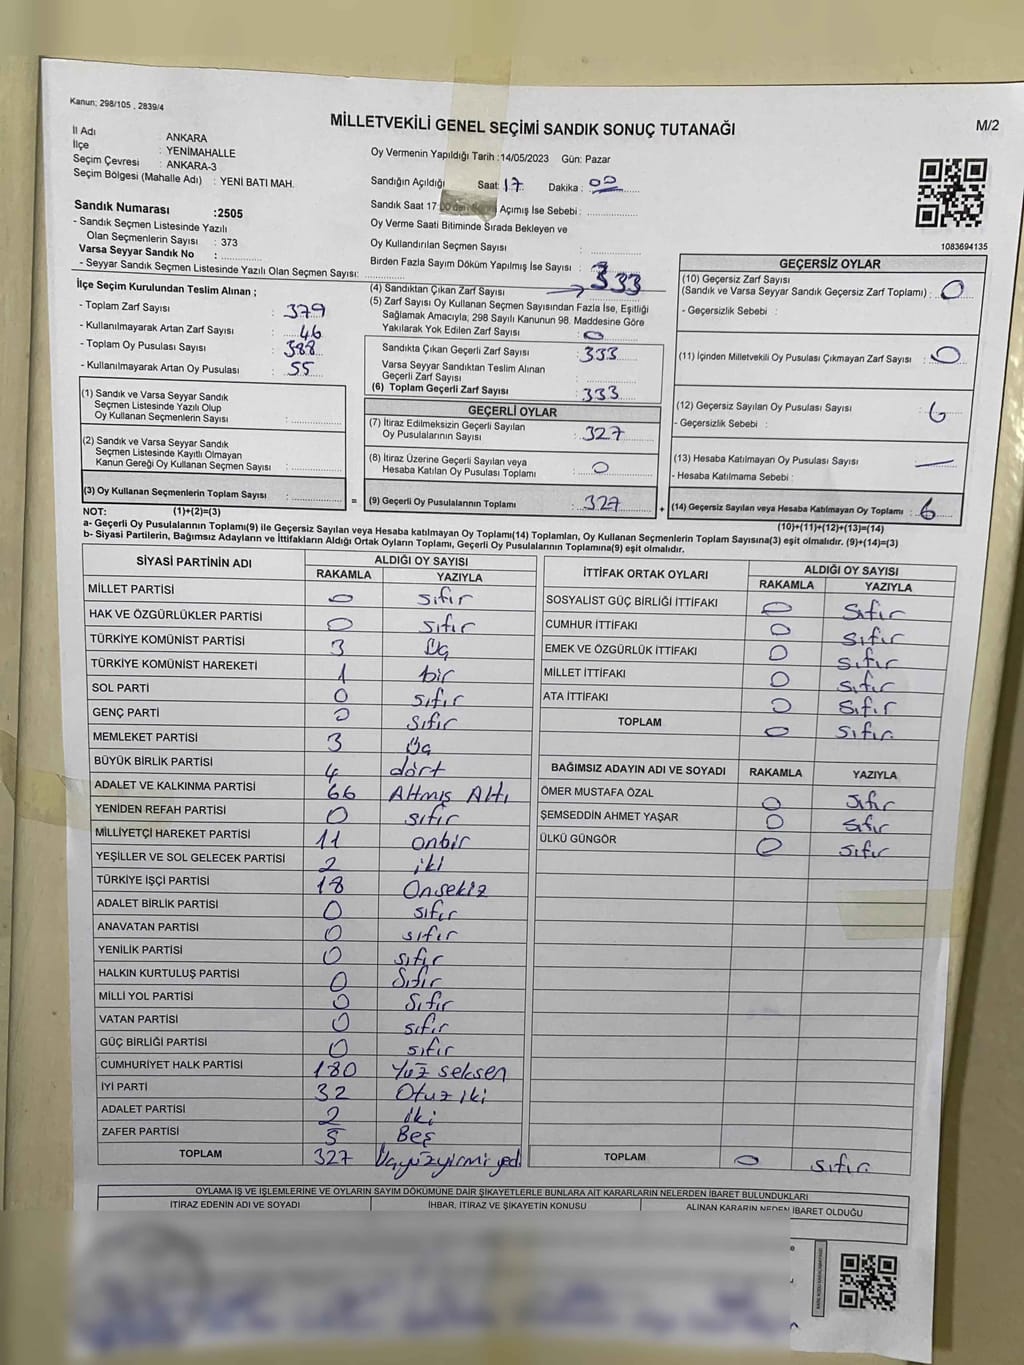 Kanun; 298/105 , 2839/4
MİLLETVEKİLİ GENEL SEÇİMİ SANDIK SONUÇ TUTANAĞI
M/2
İl Adı : ANKARA
İlçe : YENİMAHALLE
Seçim Çevresi : ANKARA-3
Seçim Bölgesi (Mahalle Adı) : YENİ BATI MAH.
Oy Vermenin Yapıldığı Tarih :14/05/2023 Gün: Pazar
Sandığın Açıldığı Saat: 17 Dakika : 00
Sandık Saat 17:00'den Açımış İse Sebebi :
Oy Verme Saati Bitiminde Sırada Bekleyen ve
Oy Kullandırılan Seçmen Sayısı :
Birden Fazla Sayım Döküm Yapılmış İse Sayısı :
1083694135
Sandık Numarası :2505
- Sandık Seçmen Listesinde Yazılı
Olan Seçmenlerin Sayısı : 373
Varsa Seyyar Sandık No :
- Seyyar Sandık Seçmen Listesinde Yazılı Olan Seçmen Sayısı:
İlçe Seçim Kurulundan Teslim Alınan ;
- Toplam Zarf Sayısı : 379
- Kullanılmayarak Artan Zarf Sayısı : 46
- Toplam Oy Pusulası Sayısı : 388
- Kullanılmayarak Artan Oy Pusulası : 55
(1) Sandık ve Varsa Seyyar Sandık
Seçmen Listesinde Yazılı Olup
Oy Kullanan Seçmenlerin Sayısı :
(2) Sandık ve Varsa Seyyar Sandık
Seçmen Listesinde Kayıtlı Olmayan
Kanun Gereği Oy Kullanan Seçmen Sayısı :
(3) Oy Kullanan Seçmenlerin Toplam Sayısı : =
NOT: (1)+(2)=(3)
(4) Sandıktan Çıkan Zarf Sayısı : 333
(5) Zarf Sayısı Oy Kullanan Seçmen Sayısından Fazla İse, Eşitliği
Sağlamak Amacıyla, 298 Sayılı Kanunun 98. Maddesine Göre
Yakılarak Yok Edilen Zarf Sayısı : 0
Sandıkta Çıkan Geçerli Zarf Sayısı : 333
Varsa Seyyar Sandıktan Teslim Alınan
Geçerli Zarf Sayısı :
(6) Toplam Geçerli Zarf Sayısı : 333
GEÇERLİ OYLAR
(7) İtiraz Edilmeksizin Geçerli Sayılan
Oy Pusulalarının Sayısı : 327
(8) İtiraz Üzerine Geçerli Sayılan veya
Hesaba Katılan Oy Pusulası Toplamı : 0
(9) Geçerli Oy Pusulalarının Toplamı : 327 +
GEÇERSİZ OYLAR
(10) Geçersiz Zarf Sayısı
(Sandık ve Varsa Seyyar Sandık Geçersiz Zarf Toplamı) : 0
- Geçersizlik Sebebi :
(11) İçinden Milletvekili Oy Pusulası Çıkmayan Zarf Sayısı : 0
(12) Geçersiz Sayılan Oy Pusulası Sayısı : 6
- Geçersizlik Sebebi :
(13) Hesaba Katılmayan Oy Pusulası Sayısı : —
- Hesaba Katılmama Sebebi :
(14) Geçersiz Sayılan veya Hesaba Katılmayan Oy Toplamı : 6
(10)+(11)+(12)+(13)=(14)
a- Geçerli Oy Pusulalarının Toplamı(9) ile Geçersiz Sayılan veya Hesaba katılmayan Oy Toplamı(14) Toplamları, Oy Kullanan Seçmenlerin Toplam Sayısına(3) eşit olmalıdır. (9)+(14)=(3)
b- Siyasi Partilerin, Bağımsız Adayların ve İttifakların Aldığı Ortak Oyların Toplamı, Geçerli Oy Pusulalarının Toplamına(9) eşit olmalıdır.
SİYASİ PARTİNİN ADI ALDIĞI OY SAYISI
RAKAMLA YAZIYLA
MİLLET PARTİSİ 0 sıfır
HAK VE ÖZGÜRLÜKLER PARTİSİ 0 sıfır
TÜRKİYE KOMÜNİST PARTİSİ 3 Üç
TÜRKİYE KOMÜNİST HAREKETİ 1 bir
SOL PARTİ 0 sıfır
GENÇ PARTİ 0 sıfır
MEMLEKET PARTİSİ 3 Üç
BÜYÜK BİRLİK PARTİSİ 4 dört
ADALET VE KALKINMA PARTİSİ 66 Altmış Altı
YENİDEN REFAH PARTİSİ 0 sıfır
MİLLİYETÇİ HAREKET PARTİSİ 11 onbir
YEŞİLLER VE SOL GELECEK PARTİSİ 2 iki
TÜRKİYE İŞÇİ PARTİSİ 18 Onsekiz
ADALET BİRLİK PARTİSİ 0 sıfır
ANAVATAN PARTİSİ 0 sıfır
YENİLİK PARTİSİ 0 sıfır
HALKIN KURTULUŞ PARTİSİ 0 Sıfır
MİLLİ YOL PARTİSİ 0 Sıfır
VATAN PARTİSİ 0 sıfır
GÜÇ BİRLİĞİ PARTİSİ 0 sıfır
CUMHURİYET HALK PARTİSİ 180 Yüz seksen
İYİ PARTİ 32 Otuz iki
ADALET PARTİSİ 2 iki
ZAFER PARTİSİ 5 Beş
TOPLAM 327 Üçyüzyirmi yedi
İTTİFAK ORTAK OYLARI ALDIĞI OY SAYISI
RAKAMLA YAZIYLA
SOSYALİST GÜÇ BİRLİĞİ İTTİFAKI 0 Sıfır
CUMHUR İTTİFAKI 0 sıfır
EMEK VE ÖZGÜRLÜK İTTİFAKI 0 sıfır
MİLLET İTTİFAKI 0 sıfır
ATA İTTİFAKI 0 sıfır
TOPLAM 0 sıfır
BAĞIMSIZ ADAYIN ADI VE SOYADI RAKAMLA YAZIYLA
ÖMER MUSTAFA ÖZAL 0 sıfır
ŞEMSEDDİN AHMET YAŞAR 0 sıfır
ÜLKÜ GÜNGÖR 0 sıfır
TOPLAM 0 sıfır
OYLAMA İŞ VE İŞLEMLERİNE VE OYLARIN SAYIM DÖKÜMÜNE DAİR ŞİKAYETLERLE BUNLARA AİT KARARLARIN NELERDEN İBARET BULUNDUKLARI
İTİRAZ EDENİN ADI VE SOYADI İHBAR, İTİRAZ VE ŞİKAYETİN KONUSU ALINAN KARARIN NEDEN İBARET OLDUĞU